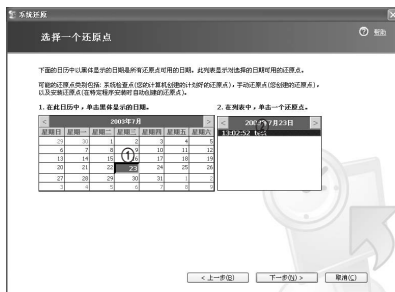 系统还原
选择一个还原点
帮助
下面的日历中以黑体显示的日期是所有还原点可用的日期。此列表显示对选择的日期可用的还原点。
可能的还原点类别包括: 系统检查点(您的计算机创建的计划好的还原点)，手动还原点(您创建的还原点)，
以及安装还原点(在特定程序安装时自动创建的还原点)。
1. 在此日历中，单击黑体显示的日期。
2. 在列表中，单击一个还原点。
< 2003年7月 >
< 7月23日 >
星期日 星期一 星期二 星期三 星期四 星期五 星期六
13:02:52
29 30 1 2 3 4 5
6 7 8 9 10 11 12
13 14 15 16 17 18 19
①
20 21 22 23 24 25 26
27 28 29 30 31 1 2
3 4 5 6 7 8 9
< 上一步(B)
下一步(N) >
取消(C)